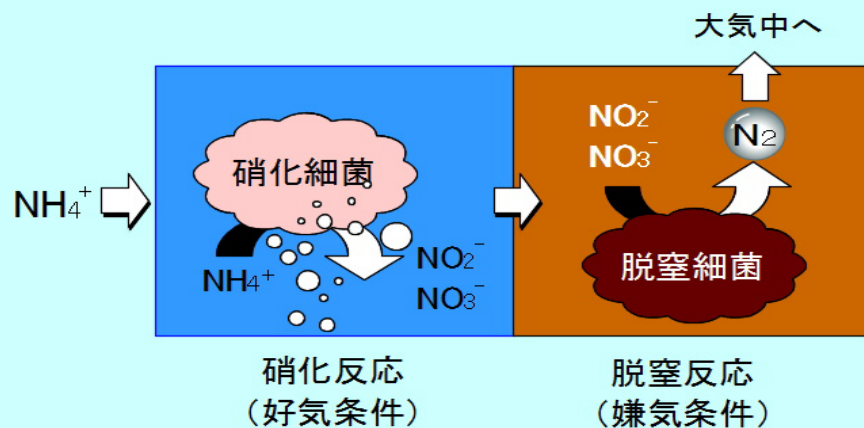 大気中へ
NH₄⁺
硝化細菌
NH₄⁺
NO₂⁻
NO₃⁻
NO₂⁻
NO₃⁻
N₂
脱窒細菌
硝化反応
（好気条件）
脱窒反応
（嫌気条件）